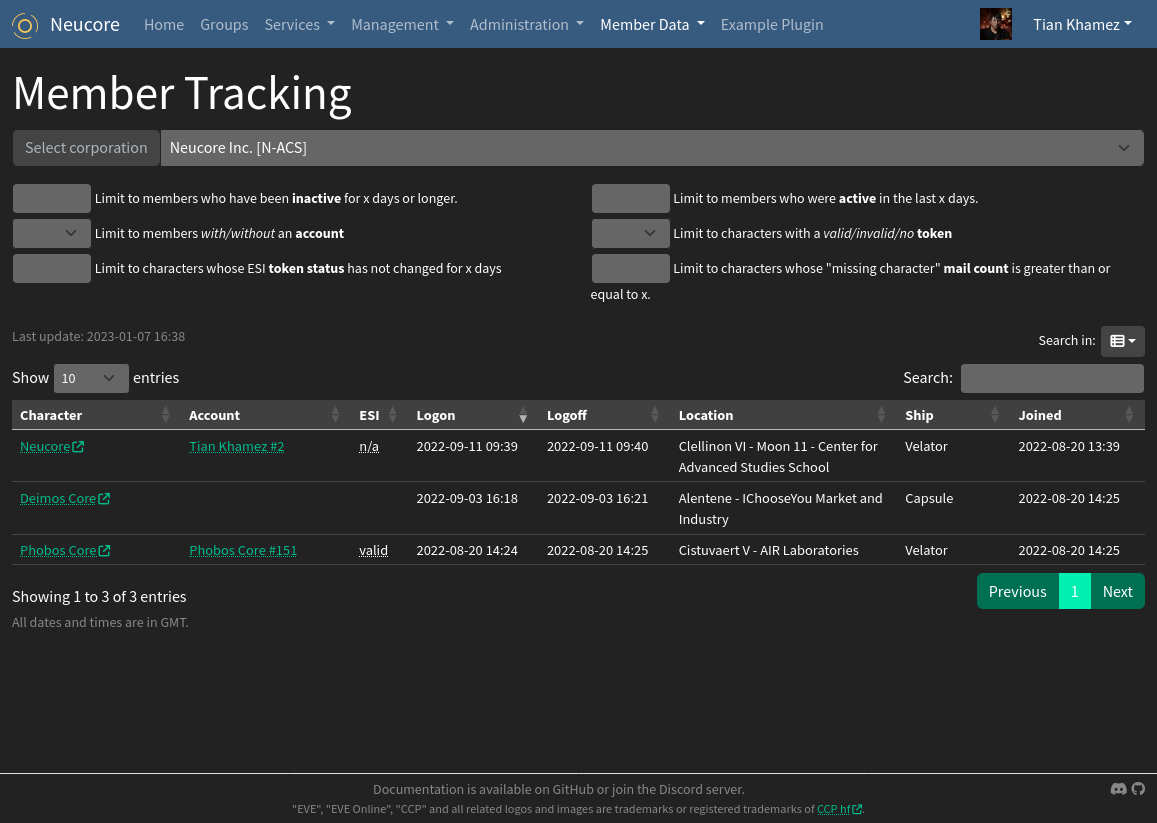 Neucore Home Groups Services Management Administration Member Data Example Plugin Tian Khamez
Member Tracking
Select corporation Neucore Inc. [N-ACS]
Limit to members who have been inactive for x days or longer.
Limit to members who were active in the last x days.
Limit to members with/without an account
Limit to characters with a valid/invalid/no token
Limit to characters whose ESI token status has not changed for x days
Limit to characters whose "missing character" mail count is greater than or
equal to x.
Last update: 2023-01-07 16:38
Search in:
Show 10 entries
Search:
Character Account ESI Logon Logoff Location Ship Joined
Neucore Tian Khamez #2 n/a 2022-09-11 09:39 2022-09-11 09:40 Clellinon VI - Moon 11 - Center for Velator 2022-08-20 13:39
Advanced Studies School
Deimos Core 2022-09-03 16:18 2022-09-03 16:21 Alentene - IChooseYou Market and Capsule 2022-08-20 14:25
Industry
Phobos Core Phobos Core #151 valid 2022-08-20 14:24 2022-08-20 14:25 Cistuvaert V - AIR Laboratories Velator 2022-08-20 14:25
Showing 1 to 3 of 3 entries
Previous 1 Next
All dates and times are in GMT.
Documentation is available on GitHub or join the Discord server.
"EVE", "EVE Online", "CCP" and all related logos and images are trademarks or registered trademarks of CCP hf.